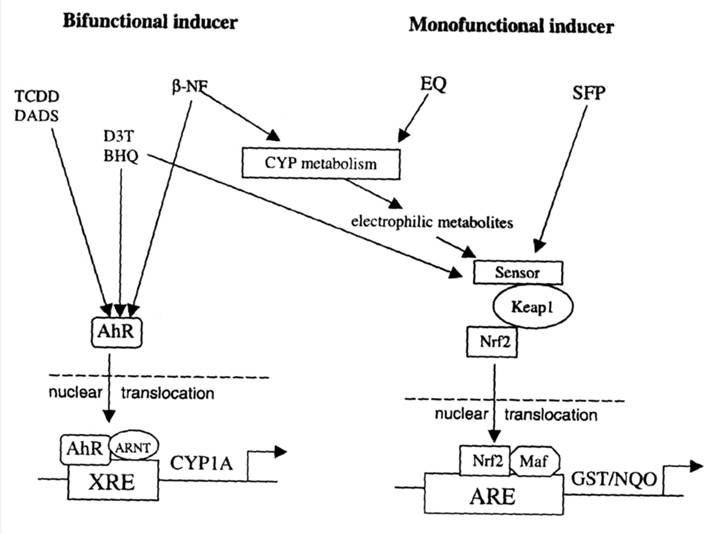 Bifunctional inducer
Monofunctional inducer
TCDD
DADS
β-NF
EQ
SFP
D3T
BHQ
CYP metabolism
electrophilic metabolites
Sensor
Keap1
AhR
Nrf2
nuclear translocation
nuclear translocation
AhR
ARNT
CYP1A
XRE
Nrf2
Maf
GST/NQO
ARE